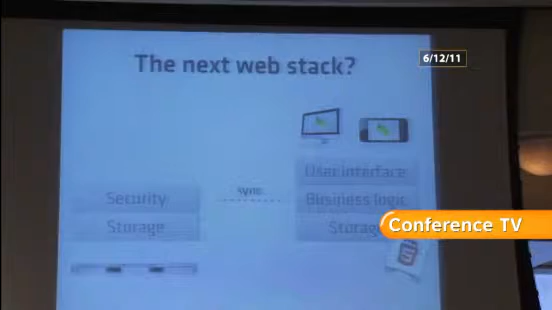 The next web stack?
6/12/11
User interface
sync
Security
Business logic
Storage
Storage
Conference TV